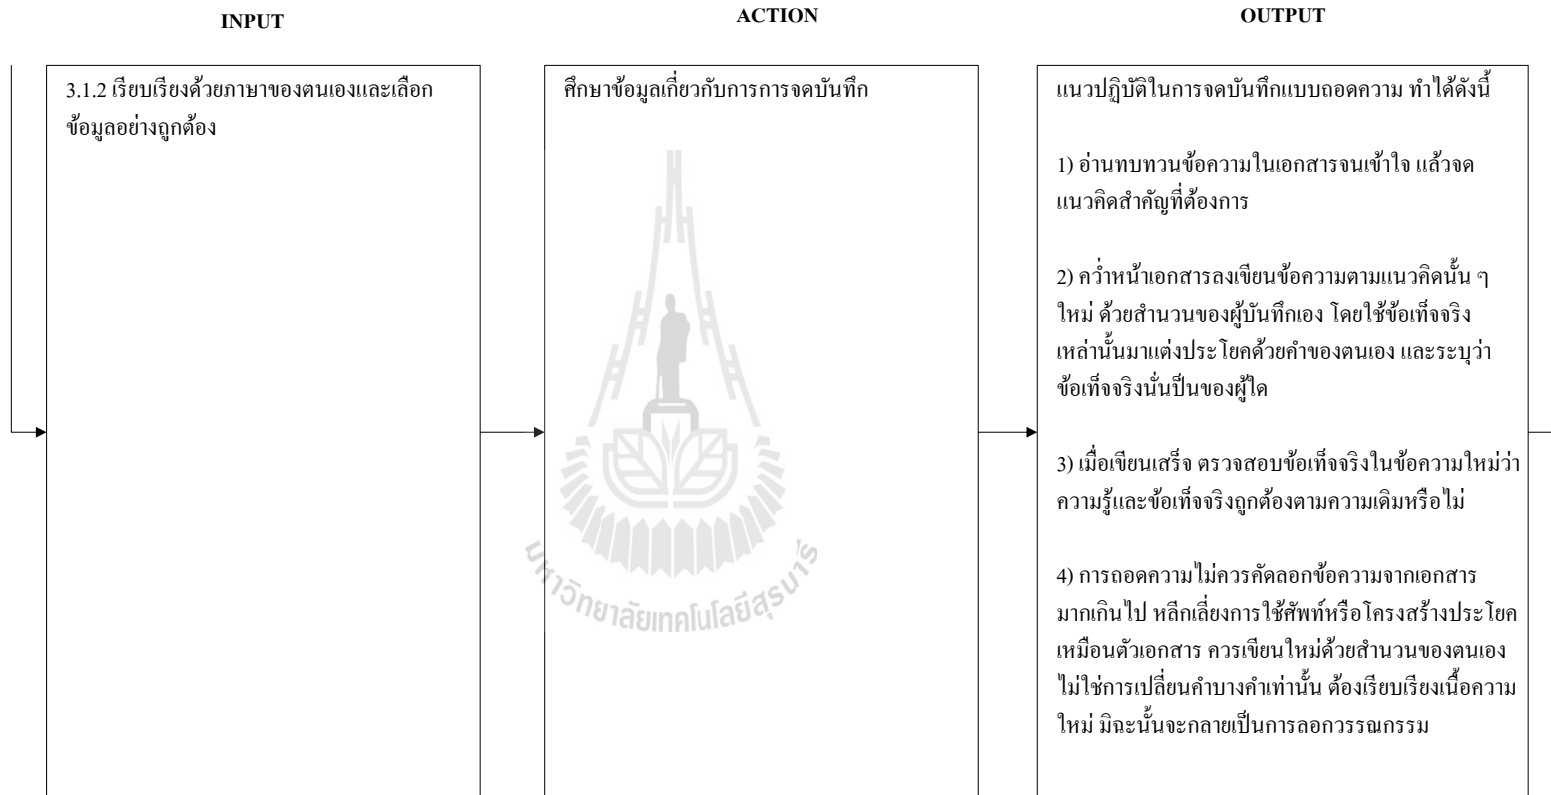 INPUT
ACTION
OUTPUT
3.1.2 เรียบเรียงด้วยภาษาของตนเองและเลือก
ข้อมูลอย่างถูกต้อง
ศึกษาข้อมูลเกี่ยวกับการการจดบันทึก
แนวปฏิบัติในการจดบันทึกแบบถอดความ ทำได้ดังนี้
1) อ่านทบทวนข้อความในเอกสารจนเข้าใจ แล้วจด
แนวคิดสำคัญที่ต้องการ
2) คว่ำหน้าเอกสารลงเขียนข้อความตามแนวคิดนั้น ๆ
ใหม่ ด้วยสำนวนของผู้บันทึกเอง โดยใช้ข้อเท็จจริง
เหล่านั้นมาแต่งประโยคด้วยคำของตนเอง และระบุว่า
ข้อเท็จจริงนั่นป็นของผู้ใด
3) เมื่อเขียนเสร็จ ตรวจสอบข้อเท็จจริงในข้อความใหม่ว่า
ความรู้และข้อเท็จจริงถูกต้องตามความเดิมหรือไม่
4) การถอดความไม่ควรคัดลอกข้อความจากเอกสาร
มากเกินไป หลีกเลี่ยงการใช้ศัพท์หรือโครงสร้างประโยค
เหมือนตัวเอกสาร ควรเขียนใหม่ด้วยสำนวนของตนเอง
ไม่ใช่การเปลี่ยนคำบางคำเท่านั้น ต้องเรียบเรียงเนื้อความ
ใหม่ มิฉะนั้นจะกลายเป็นการลอกวรรณกรรม
มหาวิทยาลัยเทคโนโลยีสุรนารี